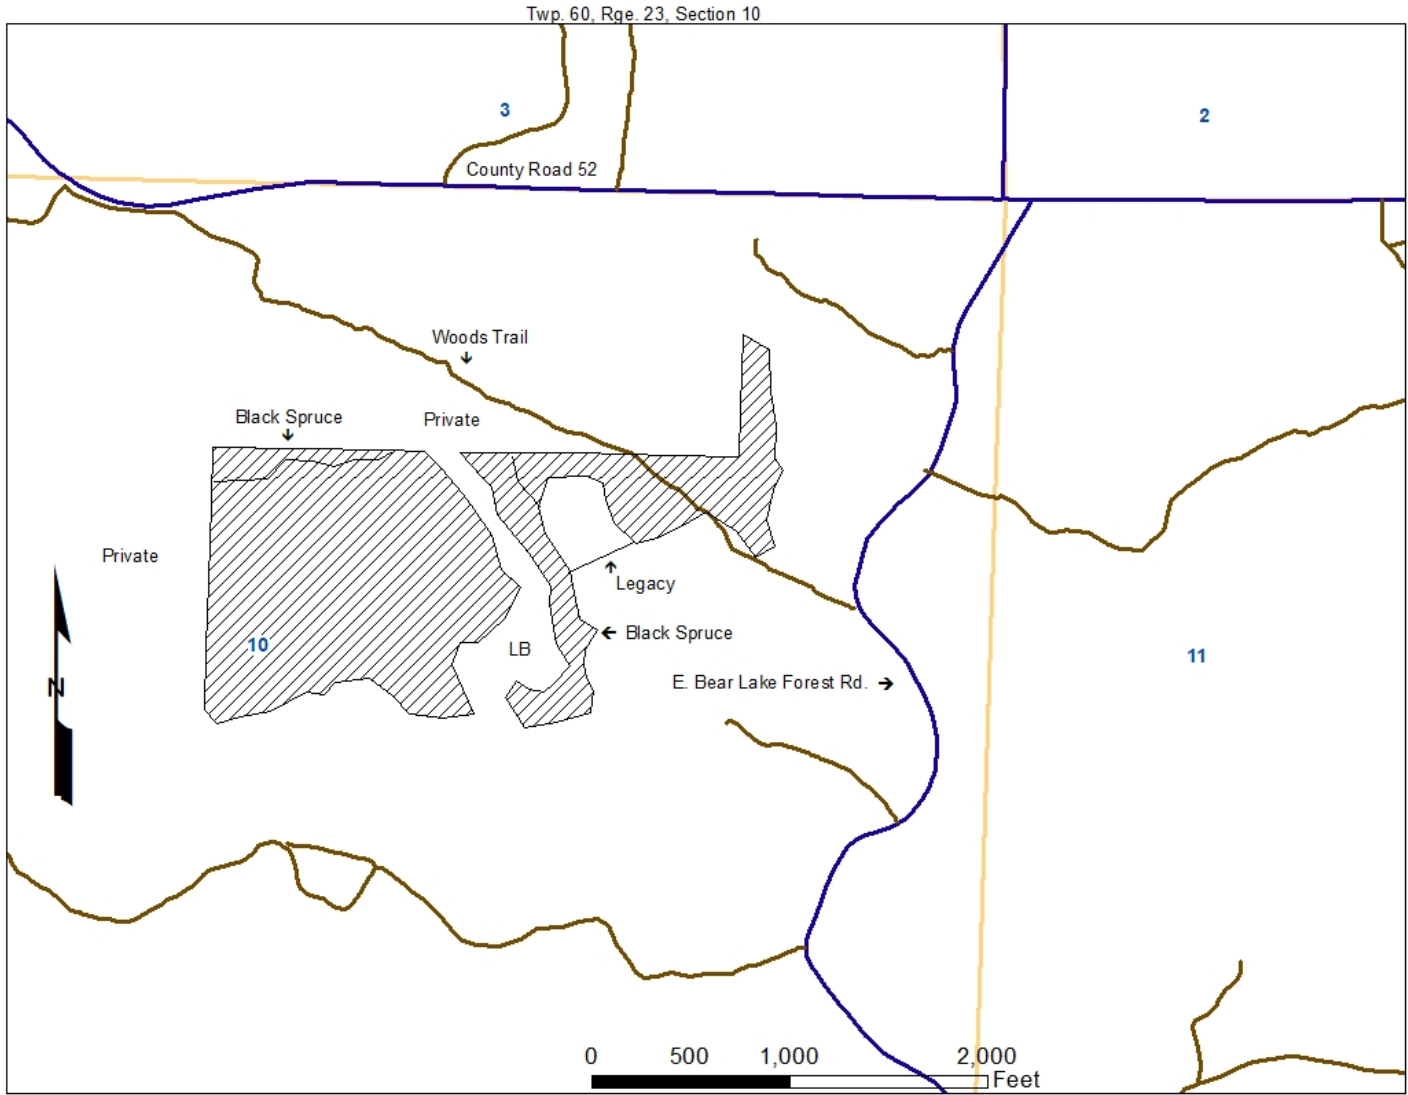 Twp. 60, Rge. 23, Section 10
3
2
County Road 52
Woods Trail
Black Spruce
Private
Private
Legacy
10
LB
Black Spruce
11
E. Bear Lake Forest Rd.
N
0 500 1,000 2,000
Feet